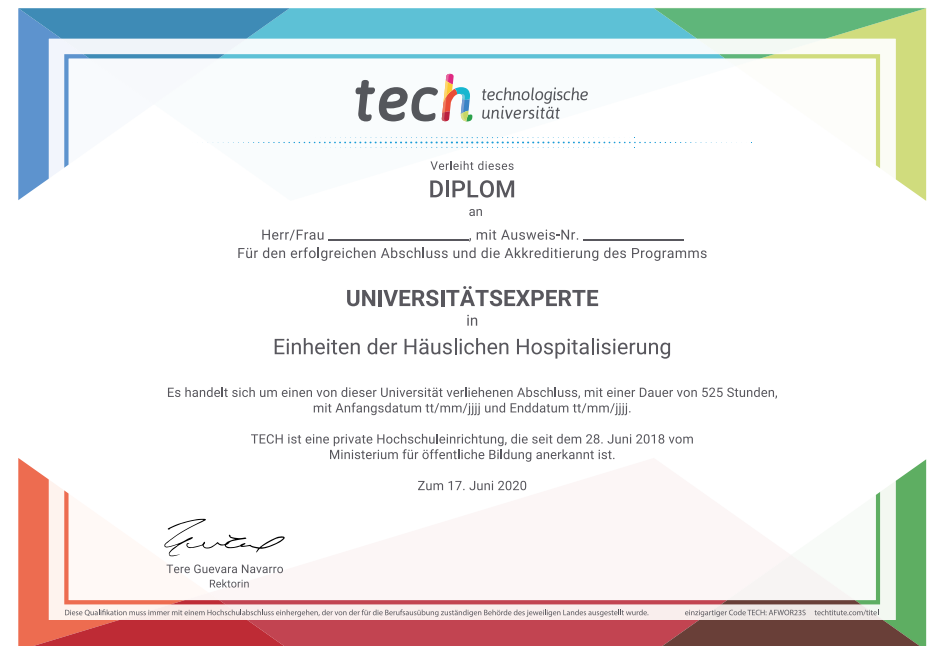 tech technologische
universität
Verleiht dieses
DIPLOM
an
Herr/Frau ____________________, mit Ausweis-Nr. ______________
Für den erfolgreichen Abschluss und die Akkreditierung des Programms
UNIVERSITÄTSEXPERTE
in
Einheiten der Häuslichen Hospitalisierung
Es handelt sich um einen von dieser Universität verliehenen Abschluss, mit einer Dauer von 525 Stunden,
mit Anfangsdatum tt/mm/jjjj und Enddatum tt/mm/jjjj.
TECH ist eine private Hochschuleinrichtung, die seit dem 28. Juni 2018 vom
Ministerium für öffentliche Bildung anerkannt ist.
Zum 17. Juni 2020
Tere Guevara Navarro
Rektorin
Diese Qualifikation muss immer mit einem Hochschulabschluss einhergehen, der von der für die Berufsausübung zuständigen Behörde des jeweiligen Landes ausgestellt wurde. einzigartiger Code TECH: AFWOR23S techtitute.com/titel